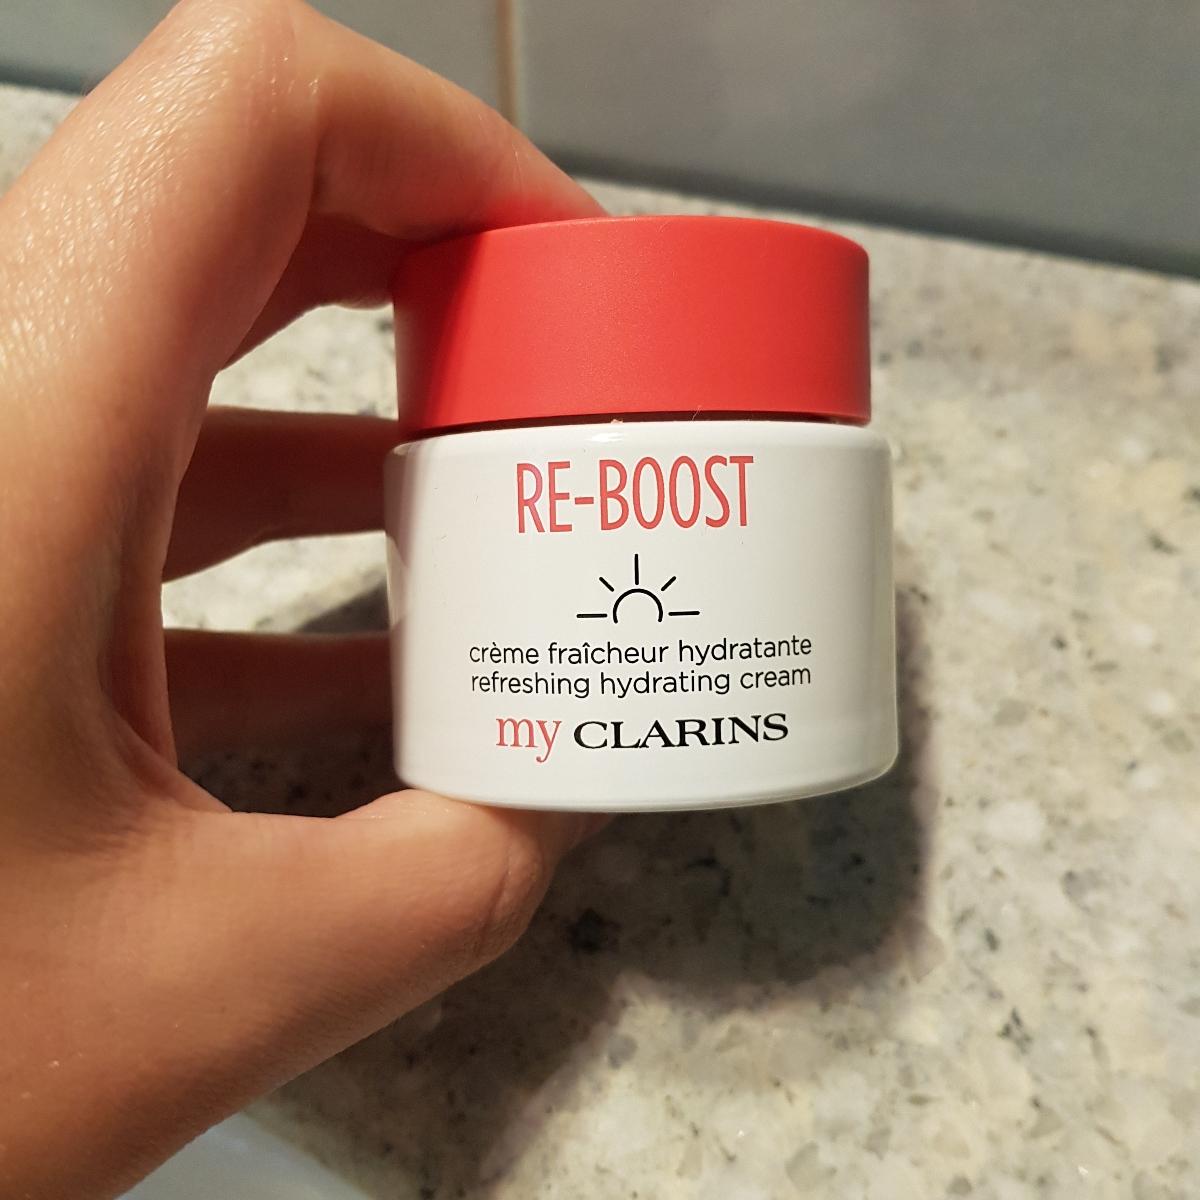 RE-BOOST
crème fraîcheur hydratante
refreshing hydrating cream
my CLARINS